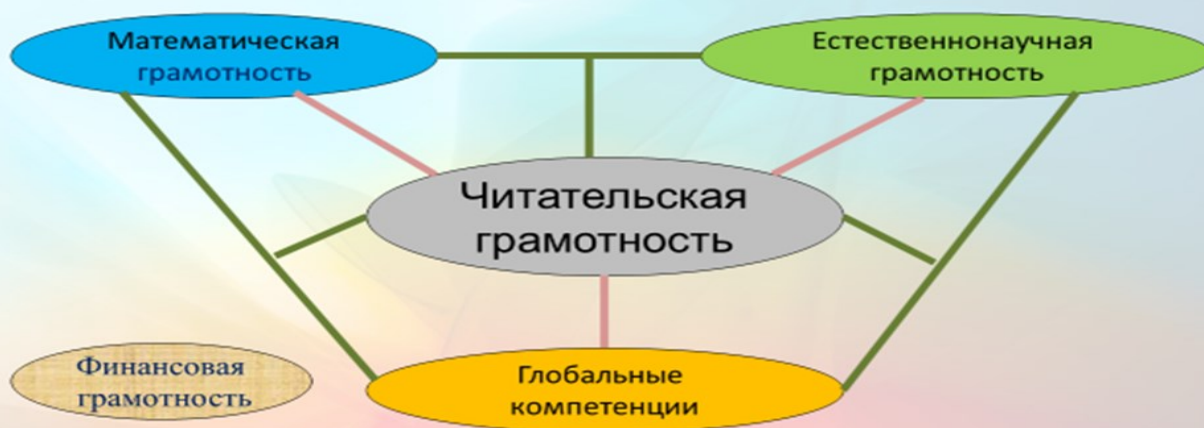 Математическая
грамотность
Естественнонаучная
грамотность
Читательская
грамотность
Финансовая
грамотность
Глобальные
компетенции